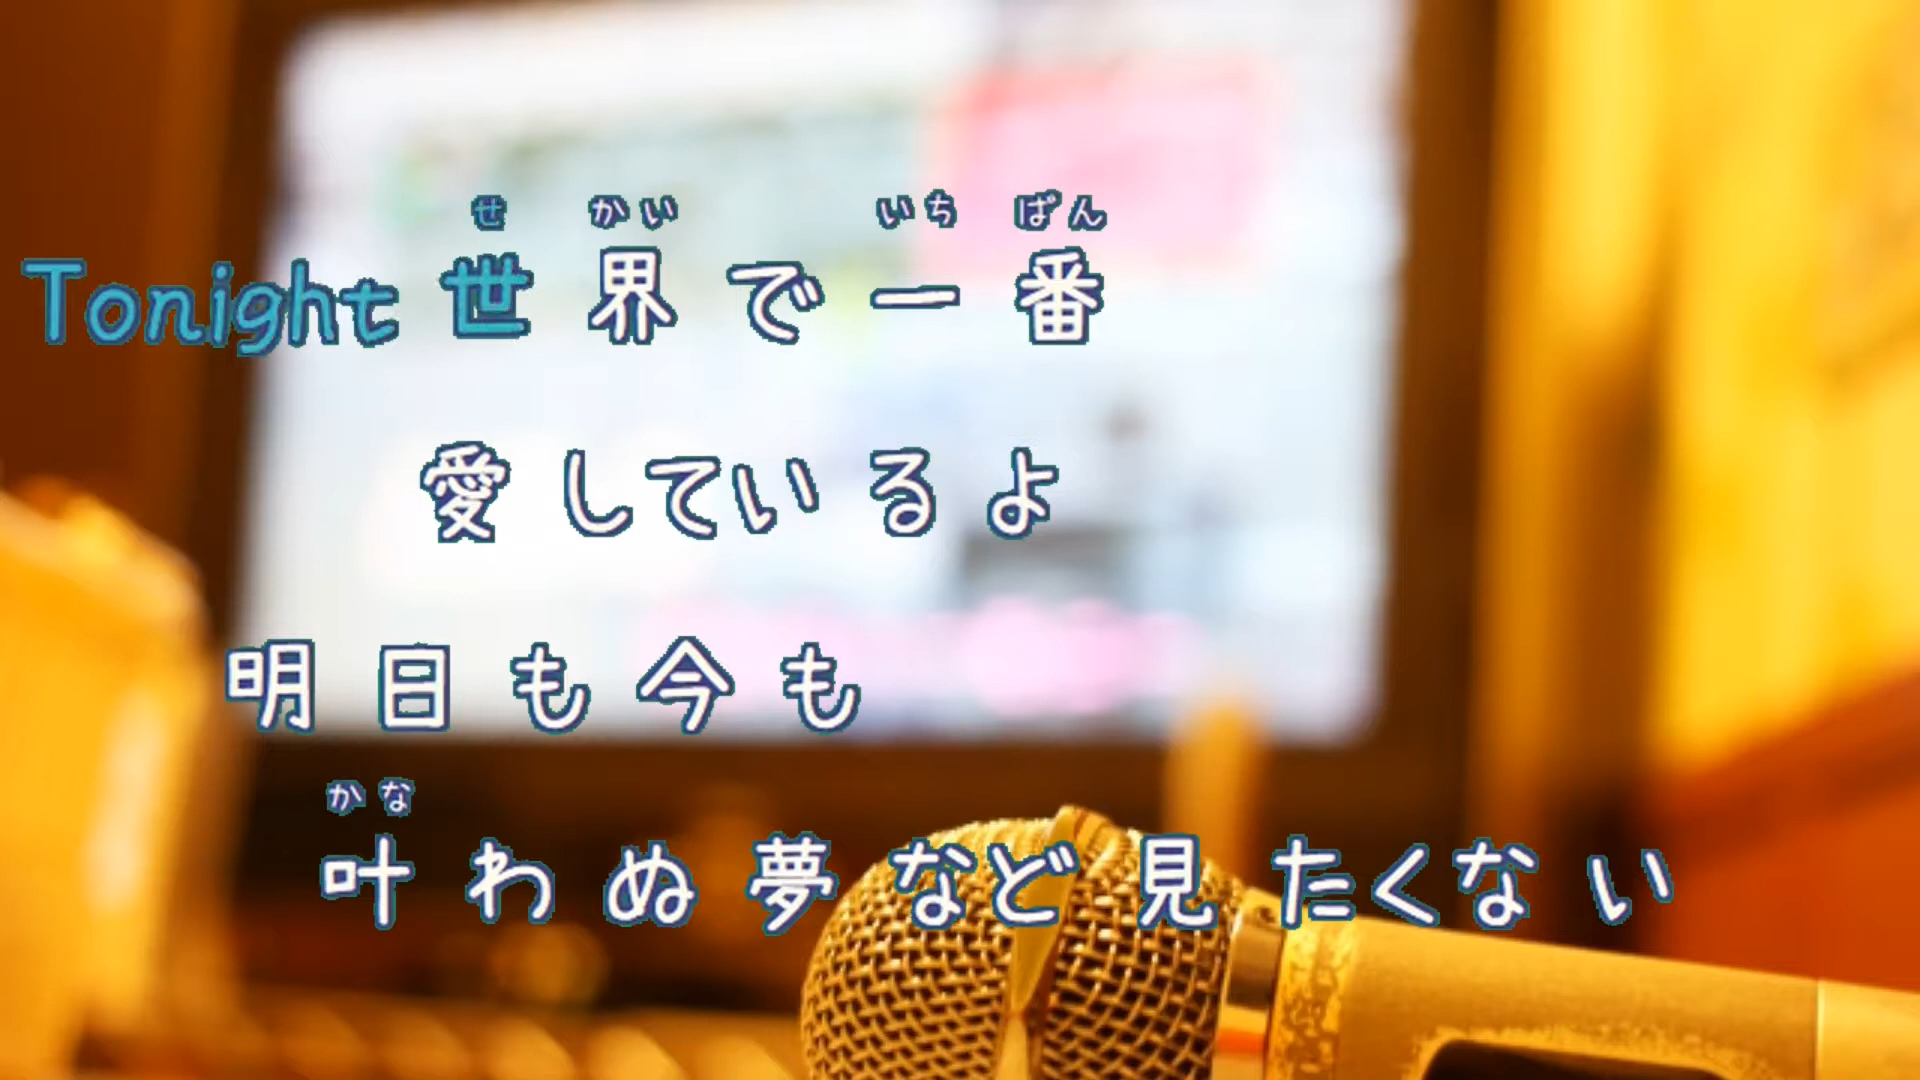 せ かい いち ばん
Tonight 世界で一番
愛しているよ
明日も今も
かな
叶わぬ夢など見たくない